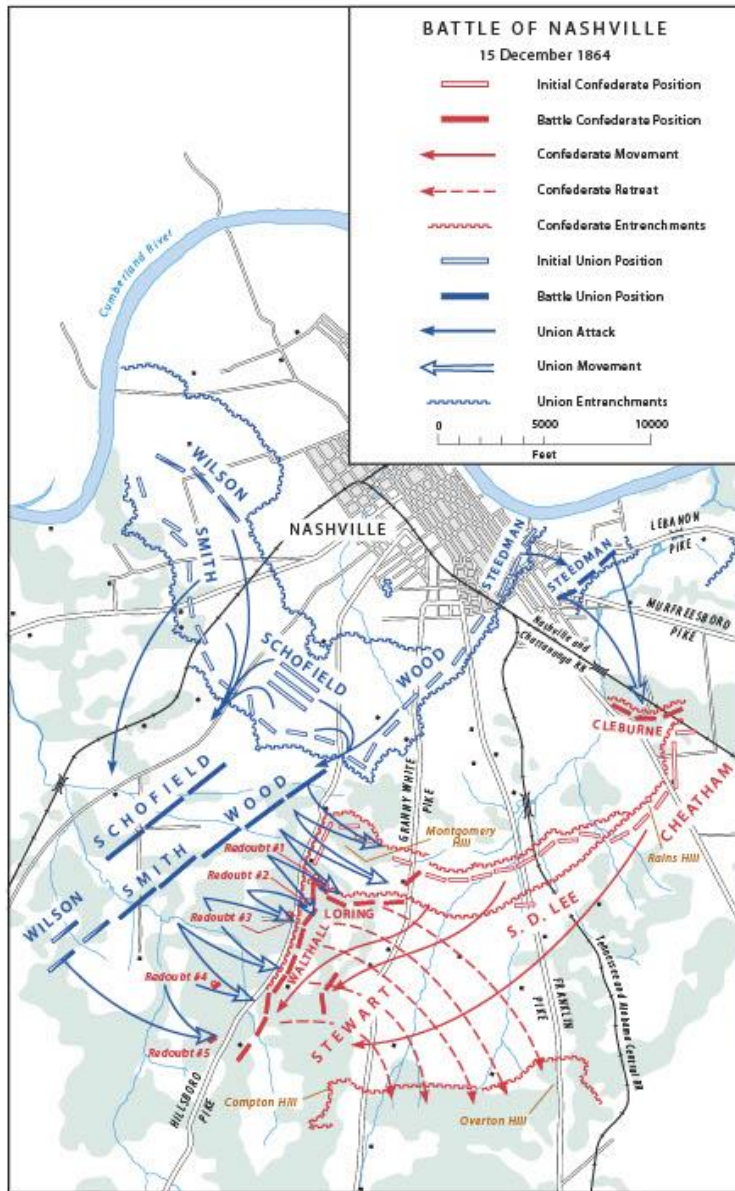 BATTLE OF NASHVILLE
15 December 1864
Initial Confederate Position
Battle Confederate Position
Confederate Movement
Confederate Retreat
Confederate Entrenchments
Initial Union Position
Battle Union Position
Union Attack
Union Movement
Union Entrenchments
0 5000 10000
Feet
Cumberland River
WILSON
SMITH
NASHVILLE
STEEDMAN
LEBANON
PIKE
STEEDMAN
MURFREESBORO
PIKE
Nashville and
Chattanooga RR
SCHOFIELD
WOOD
CLEBURNE
SCHOFIELD
WOOD
SMITH
WILSON
GRANNY WHITE
PIKE
Montgomery
Hill
CHEATHAM
Rains Hill
Redoubt #1
Redoubt #2
Redoubt #3
LORING
S. D. LEE
WALTHALL
Redoubt #4
STEWART
FRANKLIN
PIKE
Tennessee and Alabama Central RR
Redoubt #5
HILLSBORO
PIKE
Compton Hill
Overton Hill